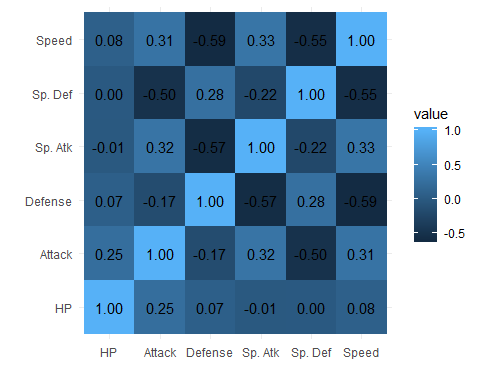 Speed 0.08 0.31 -0.59 0.33 -0.55 1.00
Sp. Def 0.00 -0.50 0.28 -0.22 1.00 -0.55
Sp. Atk -0.01 0.32 -0.57 1.00 -0.22 0.33
Defense 0.07 -0.17 1.00 -0.57 0.28 -0.59
Attack 0.25 1.00 -0.17 0.32 -0.50 0.31
HP 1.00 0.25 0.07 -0.01 0.00 0.08
HP Attack Defense Sp. Atk Sp. Def Speed
value
1.0
0.5
0.0
-0.5